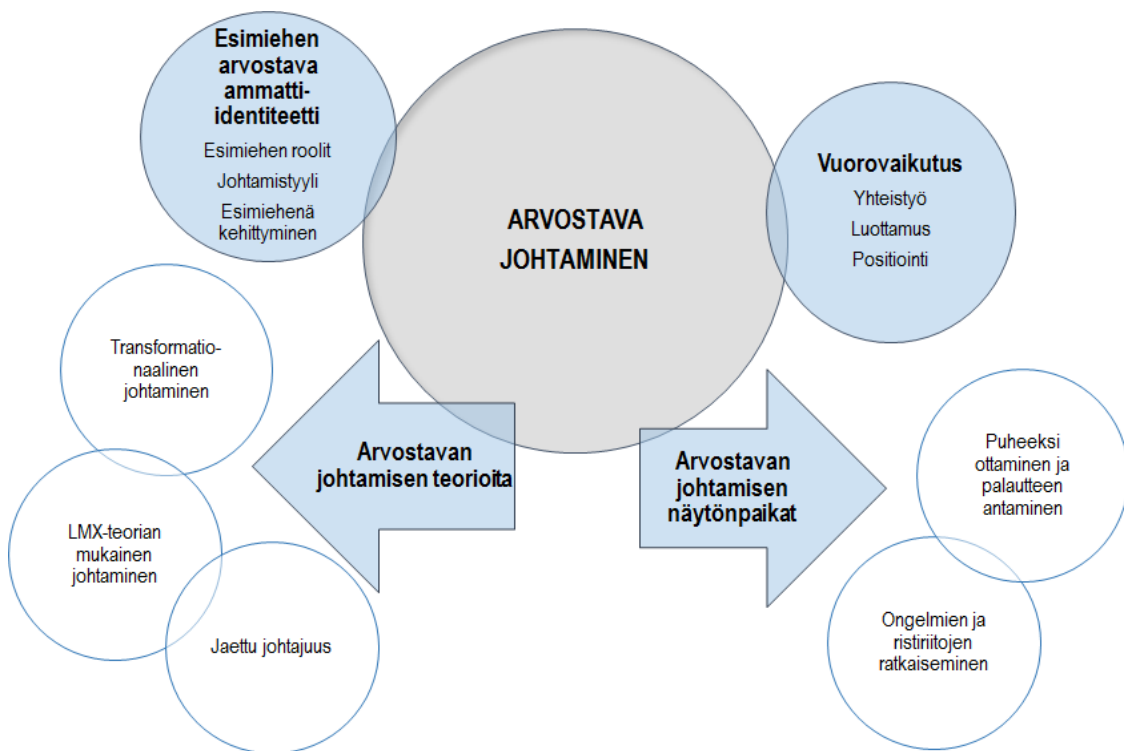 Esimiehen
arvostava
ammatti-
identiteetti
Esimiehen roolit
Johtamistyyli
Esimiehenä
kehittyminen
ARVOSTAVA
JOHTAMINEN
Vuorovaikutus
Yhteistyö
Luottamus
Positiointi
Transformatio-
naalinen
johtaminen
LMX-teorian
mukainen
johtaminen
Jaettu johtajuus
Arvostavan
johtamisen teorioita
Arvostavan
johtamisen
näytönpaikat
Puheeksi
ottaminen ja
palautteen
antaminen
Ongelmien ja
ristiriitojen
ratkaiseminen